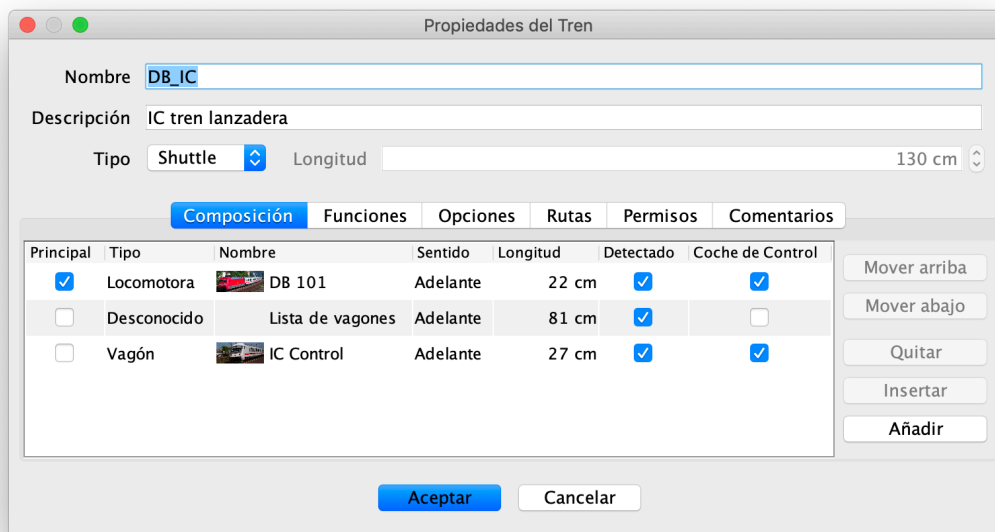 Propiedades del Tren
Nombre DB_IC
Descripción IC tren lanzadera
Tipo Shuttle Longitud 130 cm
Composición Funciones Opciones Rutas Permisos Comentarios
Principal Tipo Nombre Sentido Longitud Detectado Coche de Control
Locomotora DB 101 Adelante 22 cm
Desconocido Lista de vagones Adelante 81 cm
Vagón IC Control Adelante 27 cm
Mover arriba
Mover abajo
Quitar
Insertar
Añadir
Aceptar Cancelar